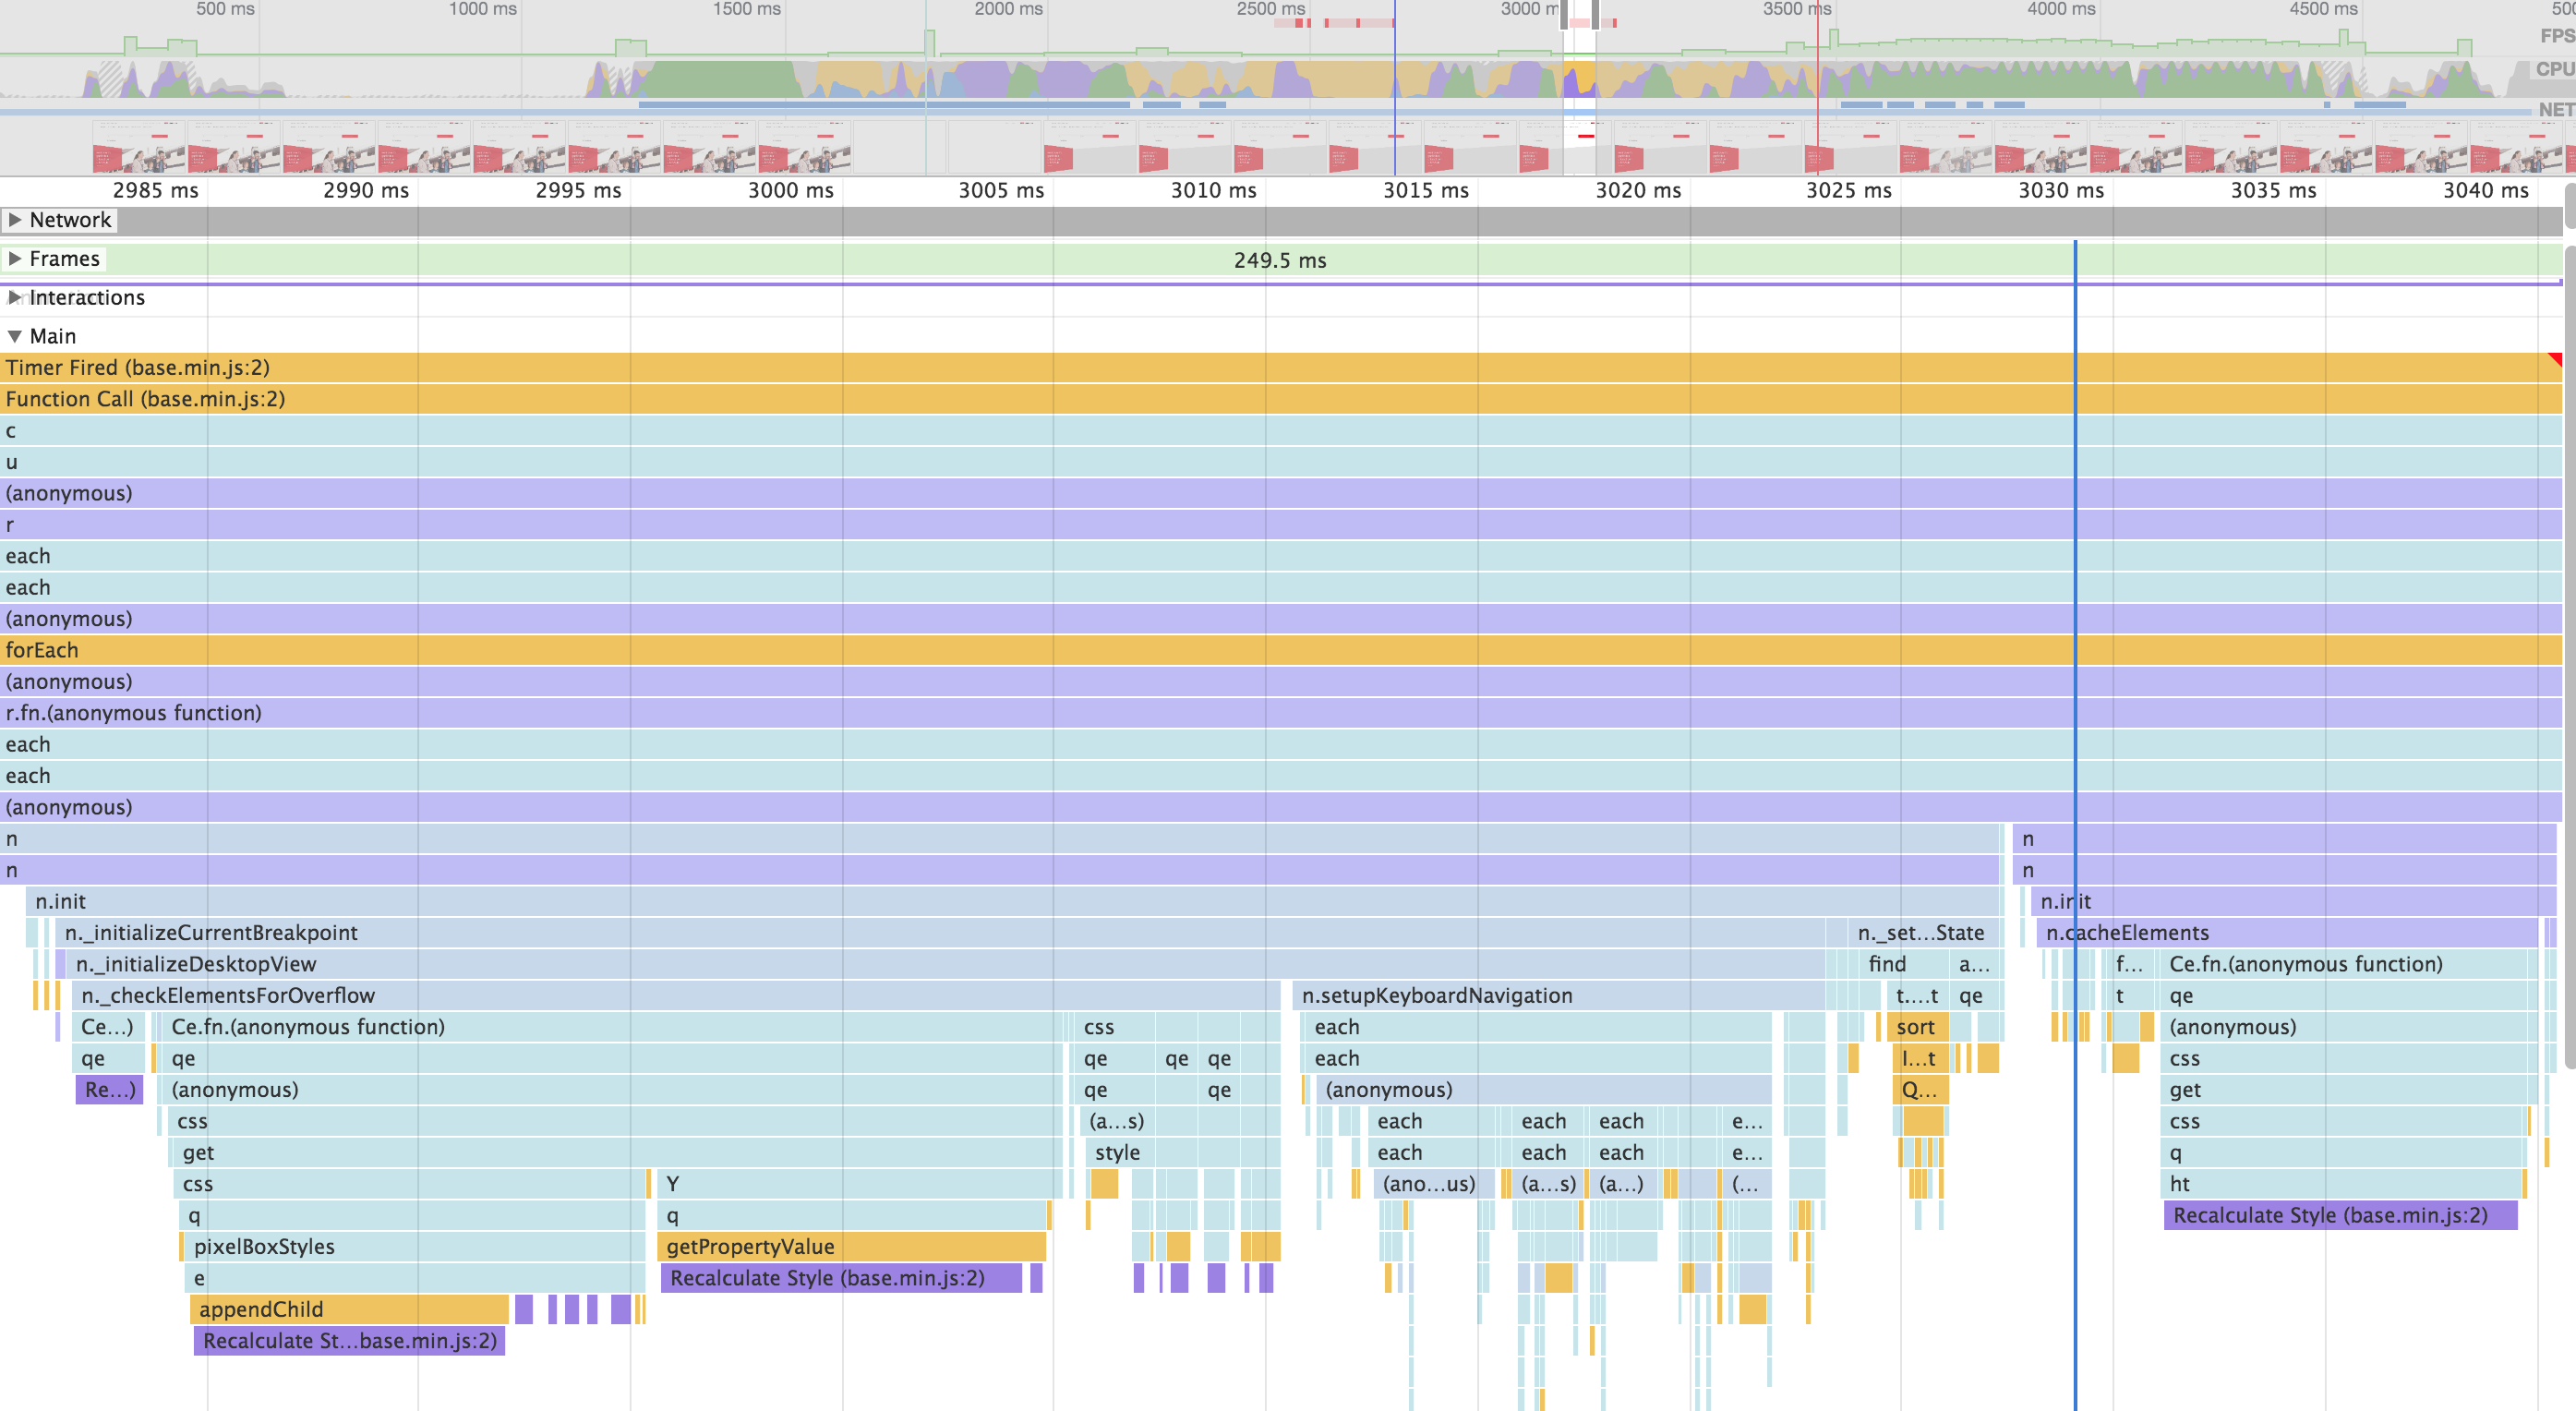 500 ms 1000 ms 1500 ms 2000 ms 2500 ms 3000 m 3500 ms 4000 ms 4500 ms 500
FPS
CPU
NET
2985 ms 2990 ms 2995 ms 3000 ms 3005 ms 3010 ms 3015 ms 3020 ms 3025 ms 3030 ms 3035 ms 3040 ms
Network
Frames 249.5 ms
Interactions
Main
Timer Fired (base.min.js:2)
Function Call (base.min.js:2)
c
u
(anonymous)
r
each
each
(anonymous)
forEach
(anonymous)
r.fn.(anonymous function)
each
each
(anonymous)
n n
n n
n.init n.init
n._initializeCurrentBreakpoint n._set...State n.cacheElements
n._initializeDesktopView find a... f... Ce.fn.(anonymous function)
n._checkElementsForOverflow n.setupKeyboardNavigation t....t qe t qe
Ce...) Ce.fn.(anonymous function) css each sort (anonymous)
qe qe qe qe qe each l...t css
Re...) (anonymous) qe qe (anonymous) Q... get
css (a...s) each each each e... css
get style each each each e... q
css Y (ano...us) (a...s) (a...) (... ht
q q Recalculate Style (base.min.js:2)
pixelBoxStyles getPropertyValue
e Recalculate Style (base.min.js:2)
appendChild
Recalculate St...base.min.js:2)